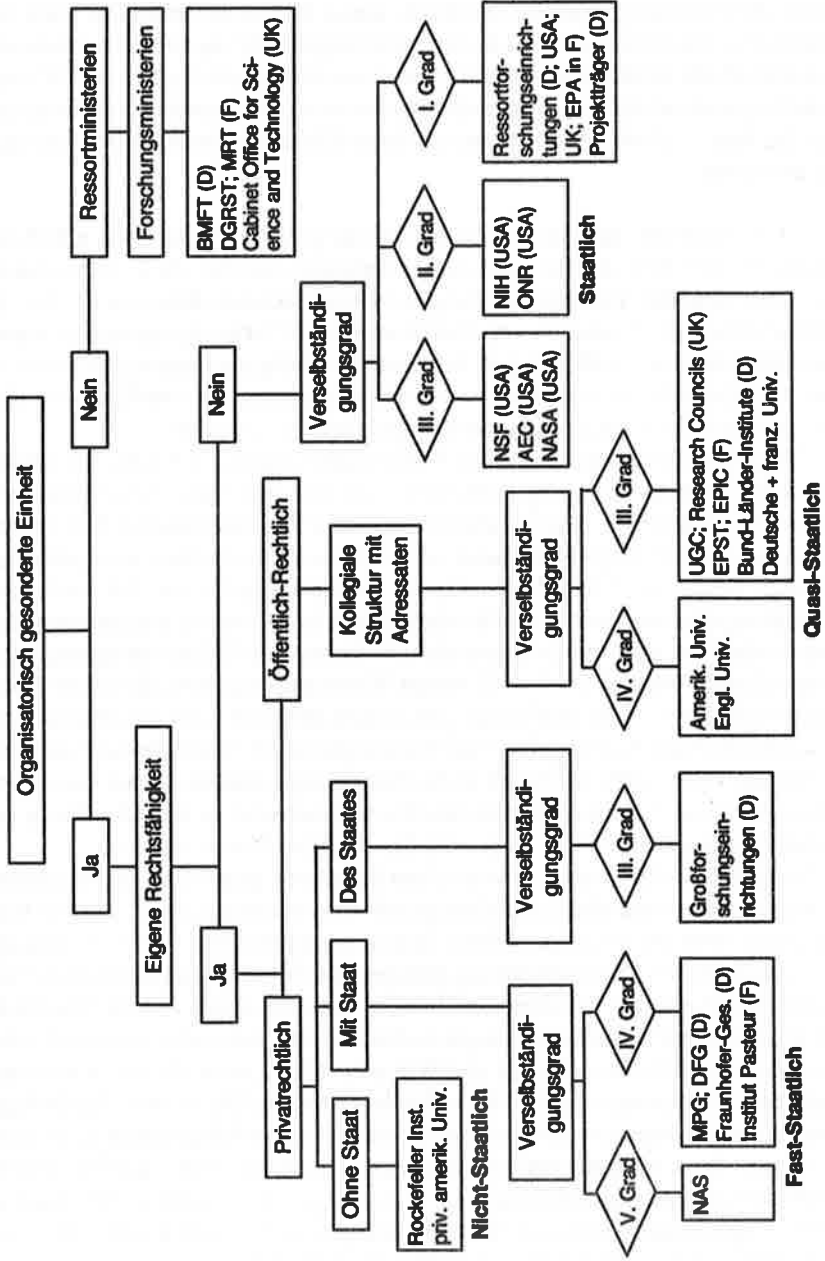 Organisatorisch gesonderte Einheit
Ja
Nein
Eigene Rechtsfähigkeit
Ressortministerien
Forschungsministerien
BMFT (D)
DGRST; MRT (F)
Cabinet Office for Sci-
ence and Technology (UK)
Ja
Nein
Privatrechtlich
Öffentlich-Rechtlich
Verselbständi-
gungsgrad
Ohne Staat
Mit Staat
Des Staates
Kollegiale
Struktur mit
Adressaten
III. Grad
II. Grad
I. Grad
Rockefeller Inst.
priv. amerik. Univ.
Nicht-Staatlich
NSF (USA)
AEC (USA)
NASA (USA)
NIH (USA)
ONR (USA)
Ressortfor-
schungseinrich-
tungen (D; USA;
UK; EPA in F)
Projektträger (D)
Staatlich
Verselbständi-
gungsgrad
Verselbständi-
gungsgrad
Verselbständi-
gungsgrad
V. Grad
IV. Grad
III. Grad
IV. Grad
III. Grad
NAS
MPG; DFG (D)
Fraunhofer-Ges. (D)
Institut Pasteur (F)
Großfor-
schungsein-
richtungen (D)
Amerik. Univ.
Engl. Univ.
UGC; Research Councils (UK)
EPST; EPIC (F)
Bund-Länder-Institute (D)
Deutsche + franz. Univ.
Fast-Staatlich
Quasi-Staatlich